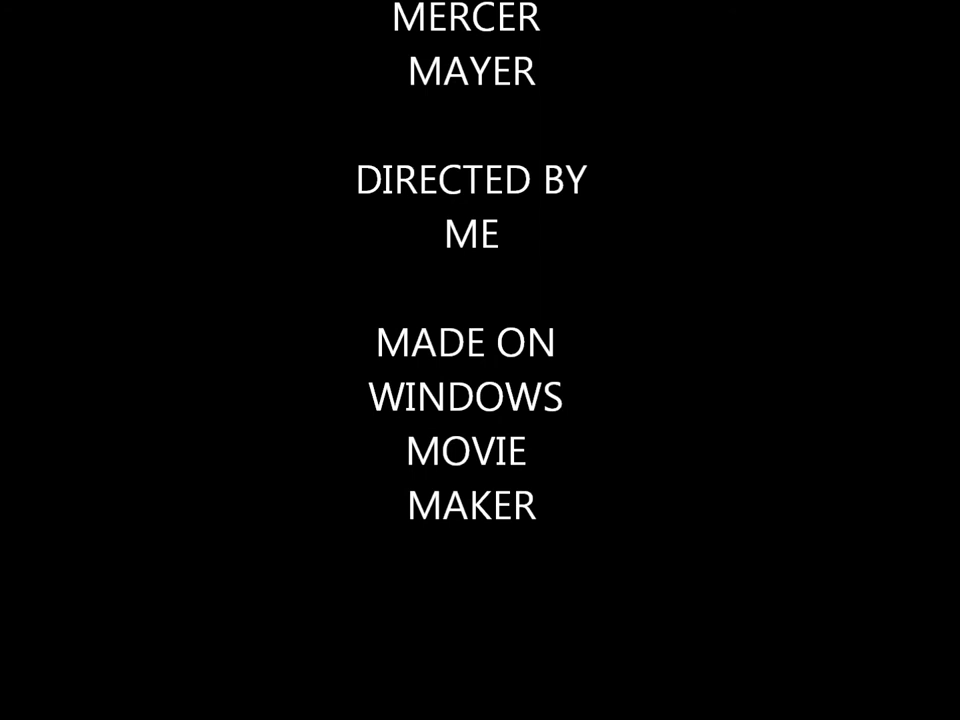 MERCER
MAYER
DIRECTED BY
ME
MADE ON
WINDOWS
MOVIE
MAKER